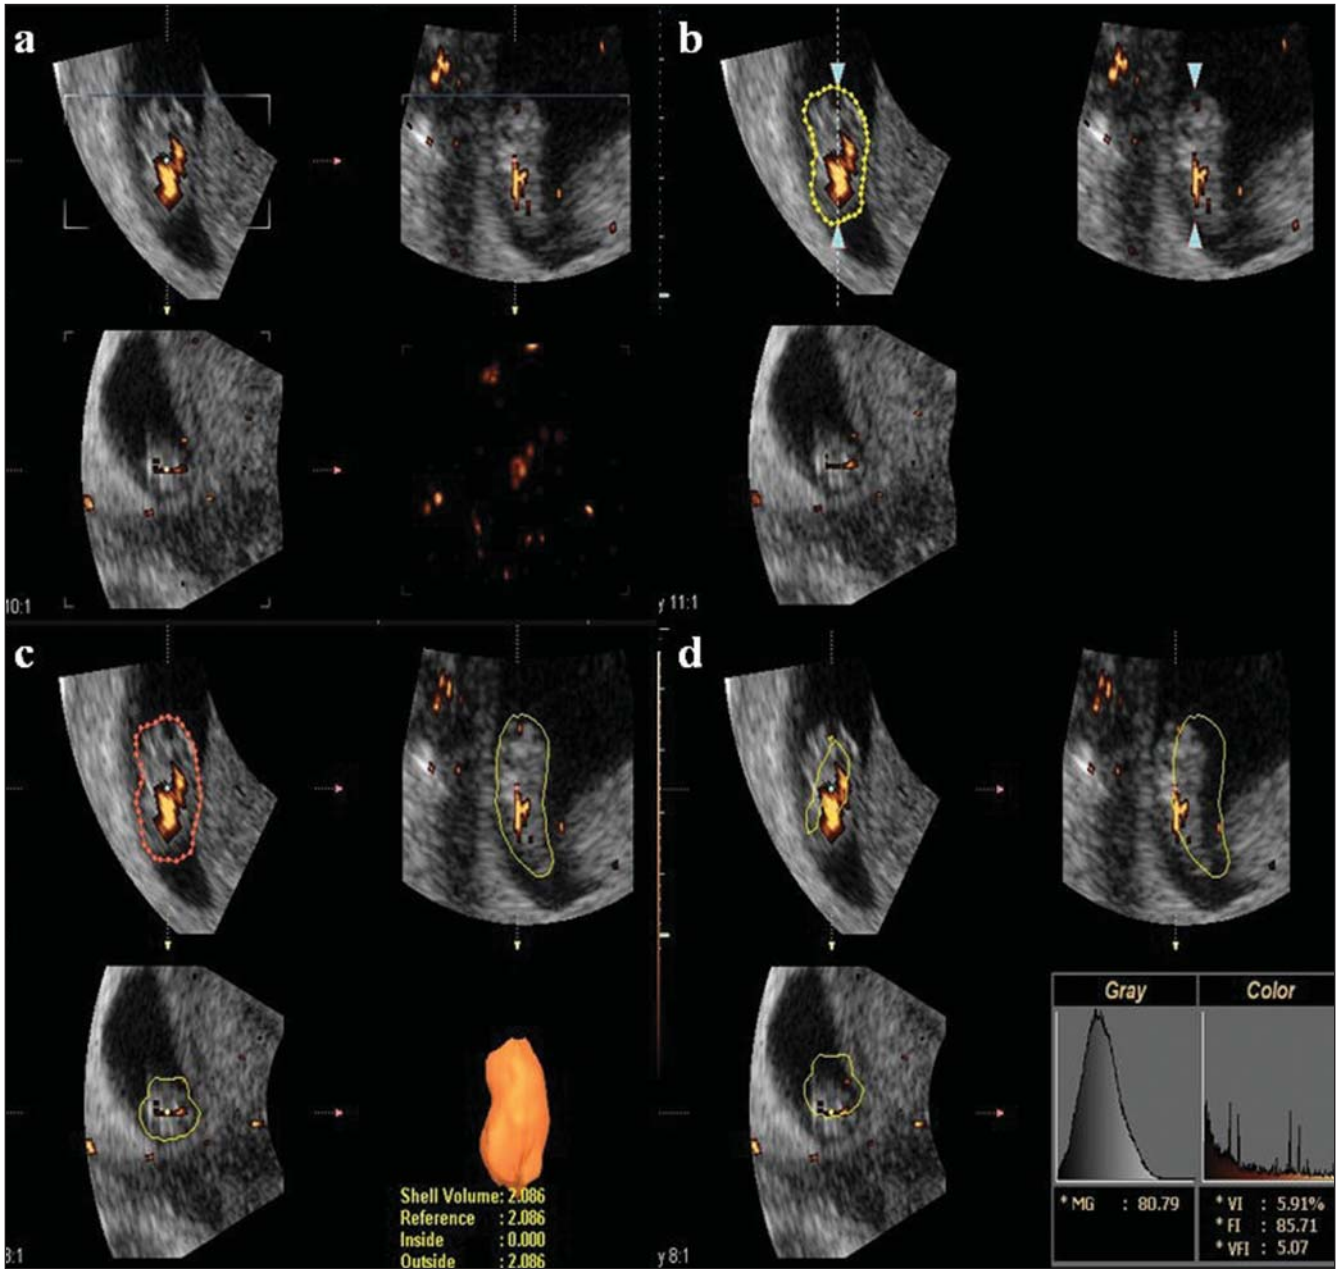 a
b
10:1
y 11:1
c
d
Shell Volume: 2.086
Reference : 2.086
Inside : 0.000
Outside : 2.086
3:1
y 8:1
Gray
Color
* MG : 80.79
* VI : 5.91%
* FI : 85.71
* VFI : 5.07